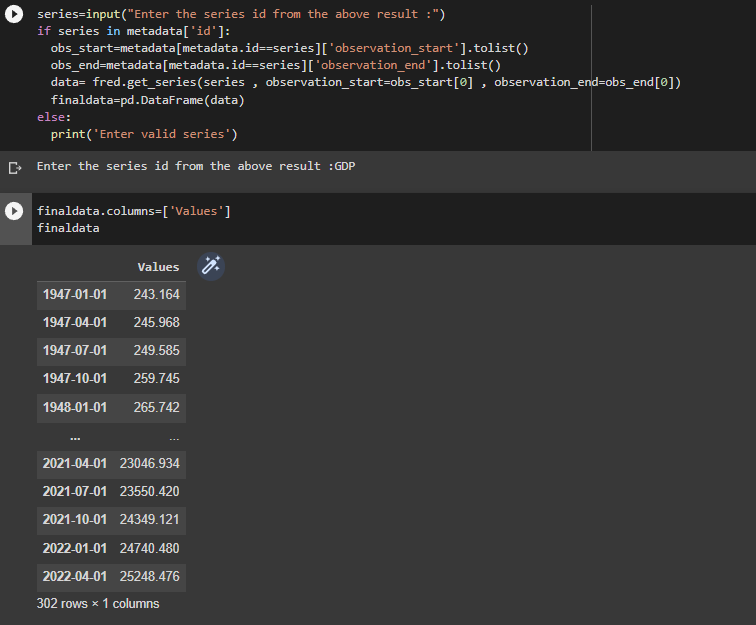 series=input("Enter the series id from the above result :")
if series in metadata['id']:
  obs_start=metadata[metadata.id==series]['observation_start'].tolist()
  obs_end=metadata[metadata.id==series]['observation_end'].tolist()
  data= fred.get_series(series , observation_start=obs_start[0] , observation_end=obs_end[0])
  finaldata=pd.DataFrame(data)
else:
  print('Enter valid series')
Enter the series id from the above result :GDP
finaldata.columns=['Values']
finaldata
Values
1947-01-01 243.164
1947-04-01 245.968
1947-07-01 249.585
1947-10-01 259.745
1948-01-01 265.742
... ...
2021-04-01 23046.934
2021-07-01 23550.420
2021-10-01 24349.121
2022-01-01 24740.480
2022-04-01 25248.476
302 rows × 1 columns